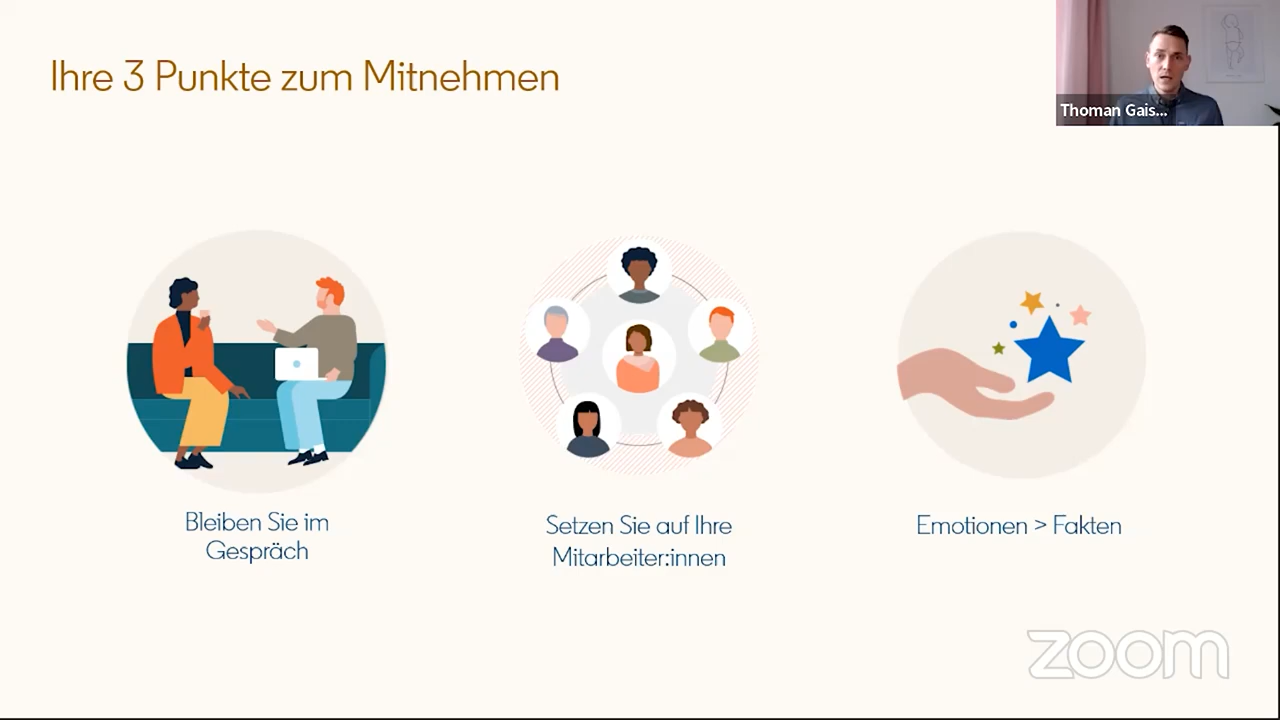 Ihre 3 Punkte zum Mitnehmen
Thoman Gais...
Bleiben Sie im
Gespräch
Setzen Sie auf Ihre
Mitarbeiter:innen
Emotionen > Fakten
zoom